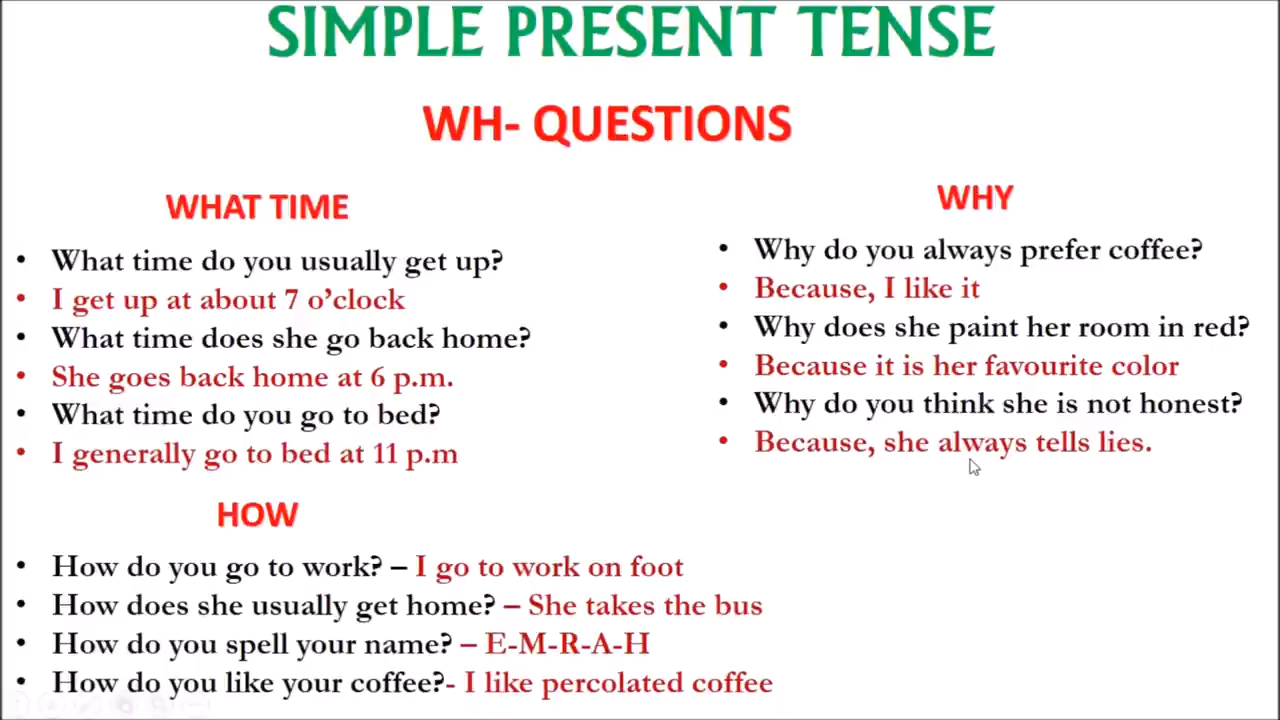 SIMPLE PRESENT TENSE
WH- QUESTIONS
WHAT TIME
• What time do you usually get up?
• I get up at about 7 o’clock
• What time does she go back home?
• She goes back home at 6 p.m.
• What time do you go to bed?
• I generally go to bed at 11 p.m
WHY
• Why do you always prefer coffee?
• Because, I like it
• Why does she paint her room in red?
• Because it is her favourite color
• Why do you think she is not honest?
• Because, she always tells lies.
HOW
• How do you go to work? – I go to work on foot
• How does she usually get home? – She takes the bus
• How do you spell your name? – E-M-R-A-H
• How do you like your coffee?- I like percolated coffee